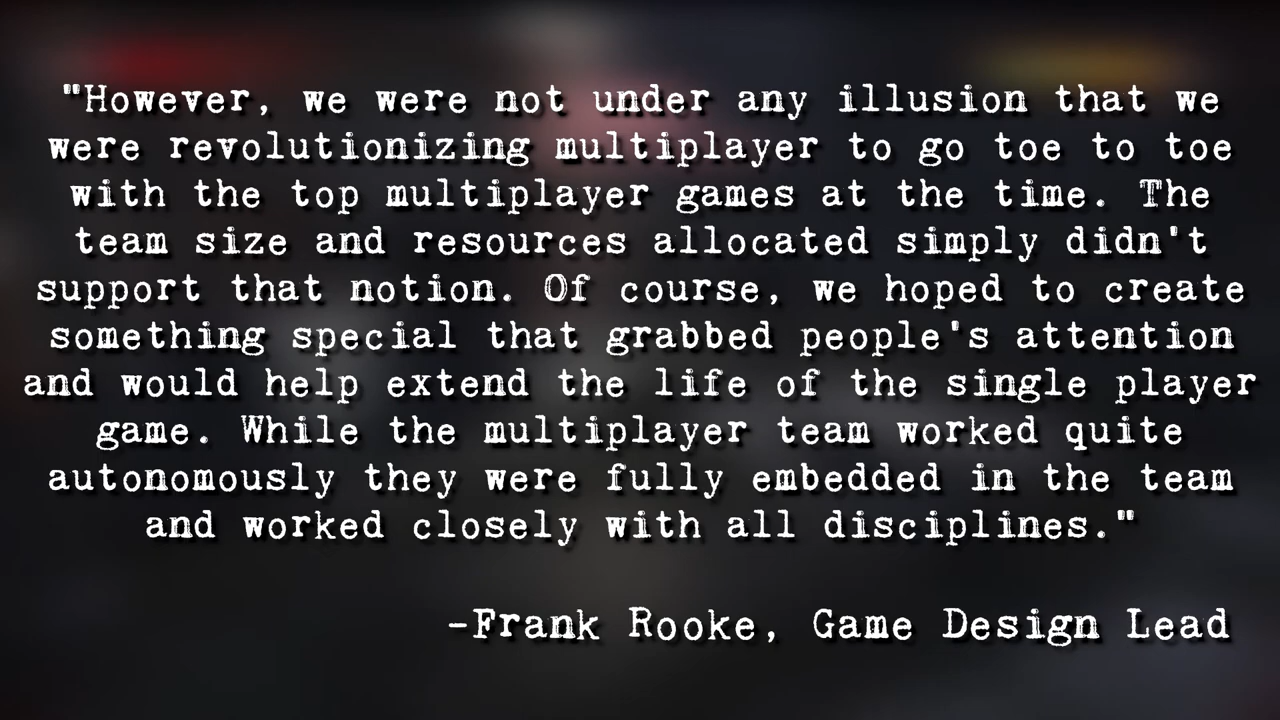 "However, we were not under any illusion that we
were revolutionizing multiplayer to go toe to toe
with the top multiplayer games at the time. The
team size and resources allocated simply didn't
support that notion. Of course, we hoped to create
something special that grabbed people's attention
and would help extend the life of the single player
game. While the multiplayer team worked quite
autonomously they were fully embedded in the team
and worked closely with all disciplines."
-Frank Rooke, Game Design Lead